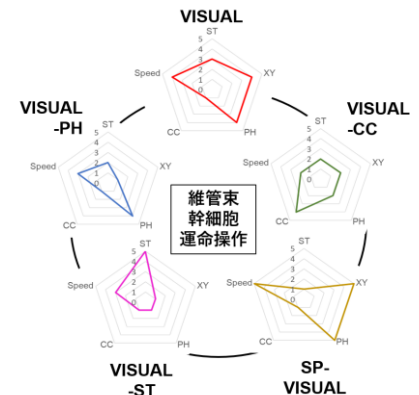 VISUAL
ST
5
4
3
2
1
0
XY
PH
CC
Speed
VISUAL
-PH
ST
5
4
3
2
1
0
XY
PH
CC
Speed
VISUAL
-CC
ST
5
4
3
2
1
0
XY
PH
CC
Speed
維管束
幹細胞
運命操作
ST
5
4
3
2
1
0
XY
PH
CC
Speed
VISUAL
-ST
ST
5
4
3
2
1
0
XY
PH
CC
Speed
SP-
VISUAL